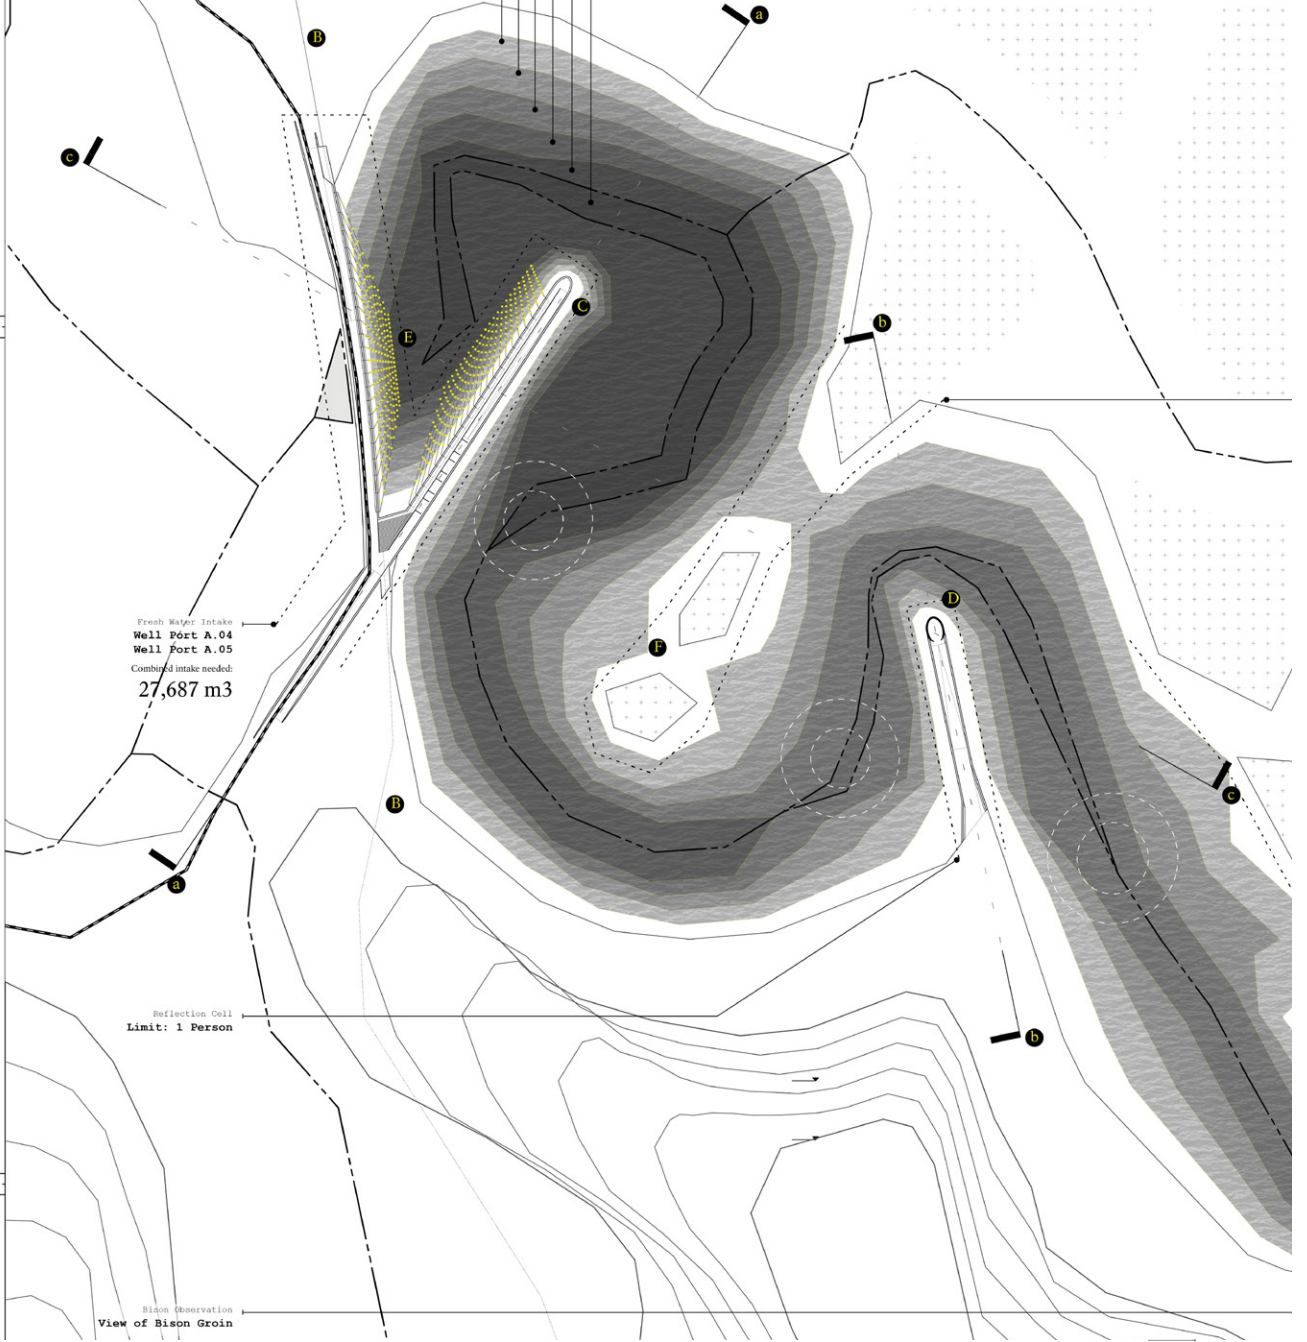 a
B
c
C
b
E
D
Fresh Water Intake
Well Port A.04
Well Port A.05
Combined intake needed:
27,687 m3
F
c
B
a
Reflection Cell
Limit: 1 Person
b
Bison Observation
View of Bison Groin